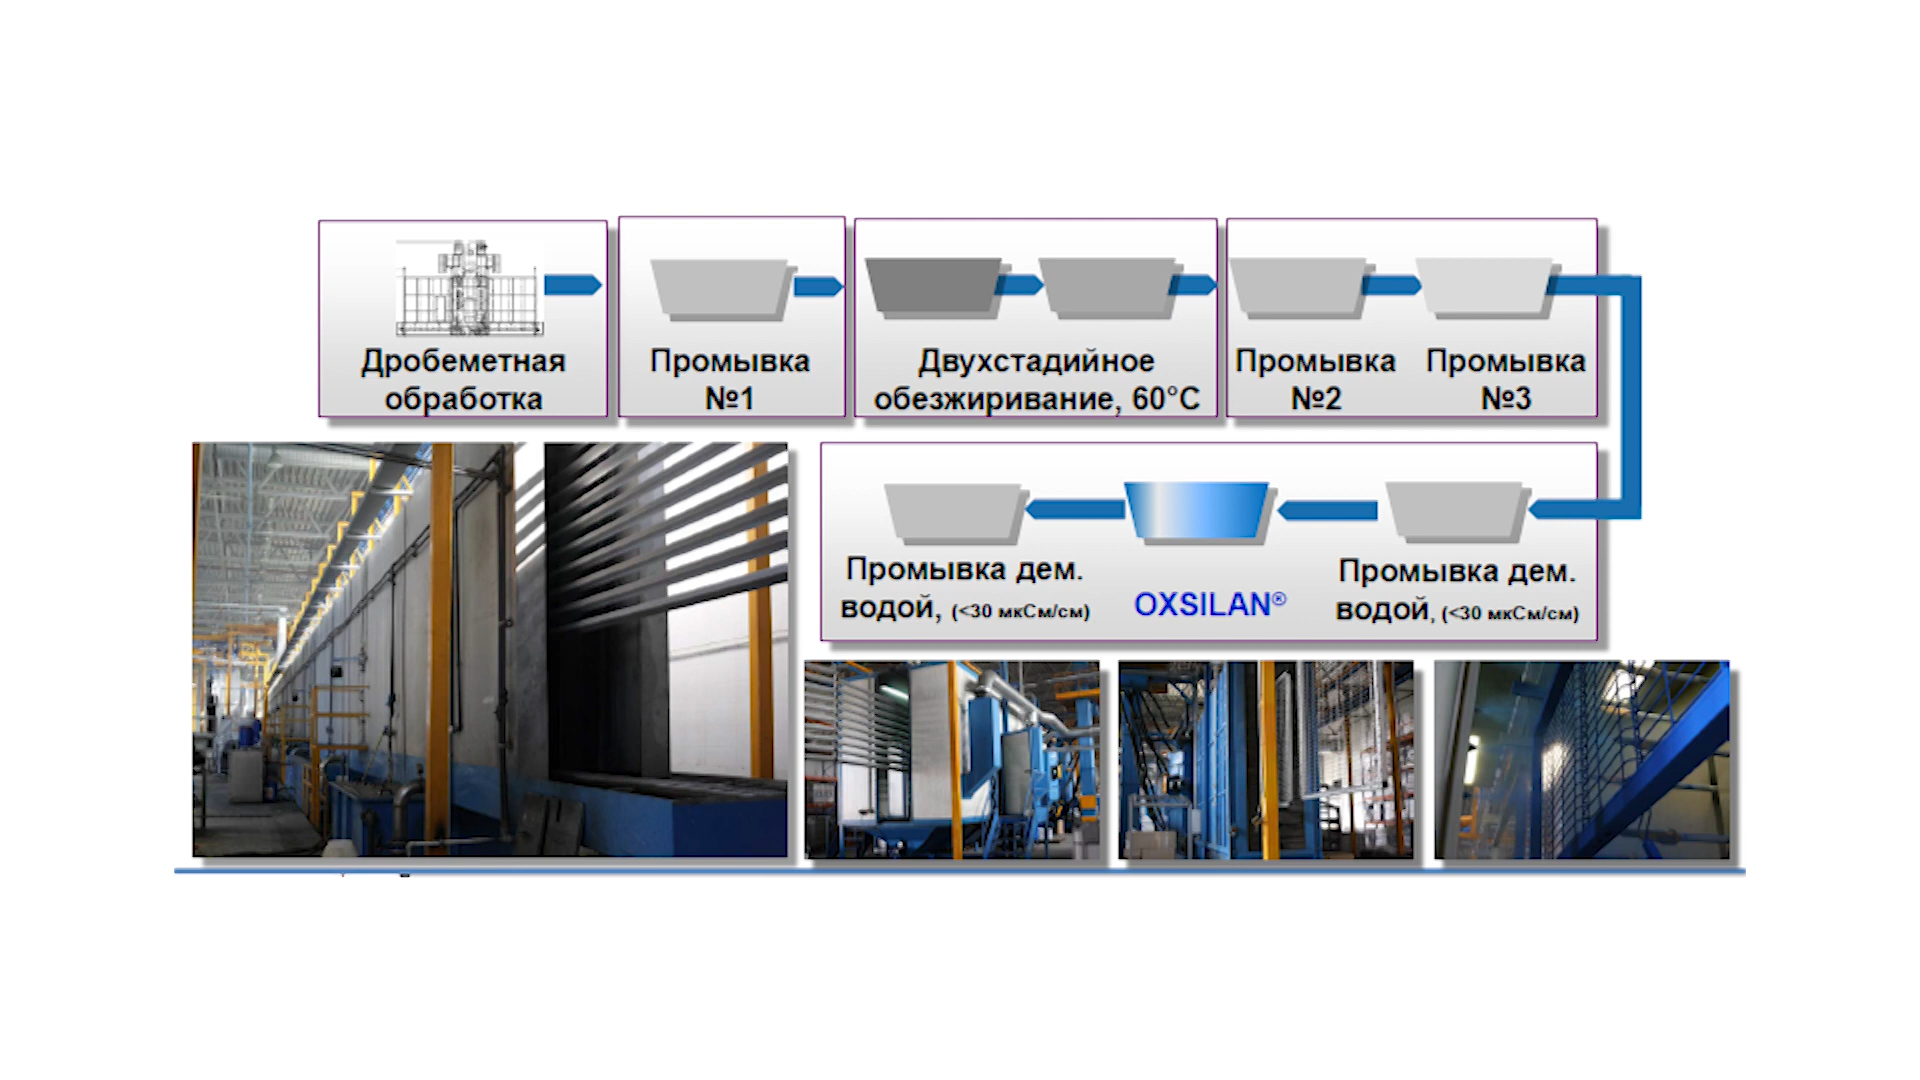 Дробеметная
обработка
Промывка
№1
Двухстадийное
обезжиривание, 60°С
Промывка
№2
Промывка
№3
Промывка дем.
водой, (<30 мкСм/см)
OXSILAN®
Промывка дем.
водой, (<30 мкСм/см)